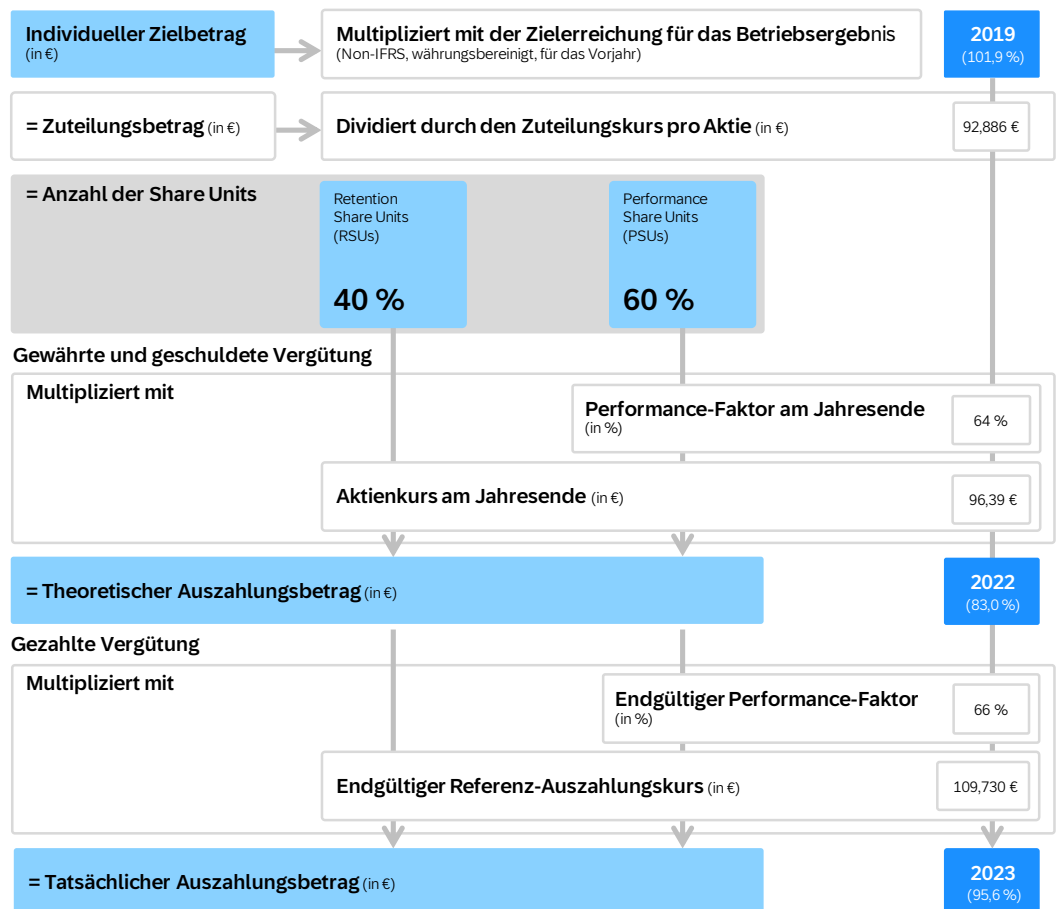 Individueller Zielbetrag
(in €)
Multipliziert mit der Zielerreichung für das Betriebsergebnis
(Non-IFRS, währungsbereinigt, für das Vorjahr)
2019
(101,9 %)
= Zuteilungsbetrag (in €)
Dividiert durch den Zuteilungskurs pro Aktie (in €)
92,886 €
= Anzahl der Share Units
Retention
Share Units
(RSUs)
40 %
Performance
Share Units
(PSUs)
60 %
Gewährte und geschuldete Vergütung
Multipliziert mit
Performance-Faktor am Jahresende
(in %)
64 %
Aktienkurs am Jahresende (in €)
96,39 €
= Theoretischer Auszahlungsbetrag (in €)
2022
(83,0 %)
Gezahlte Vergütung
Multipliziert mit
Endgültiger Performance-Faktor
(in %)
66 %
Endgültiger Referenz-Auszahlungskurs (in €)
109,730 €
= Tatsächlicher Auszahlungsbetrag (in €)
2023
(95,6 %)